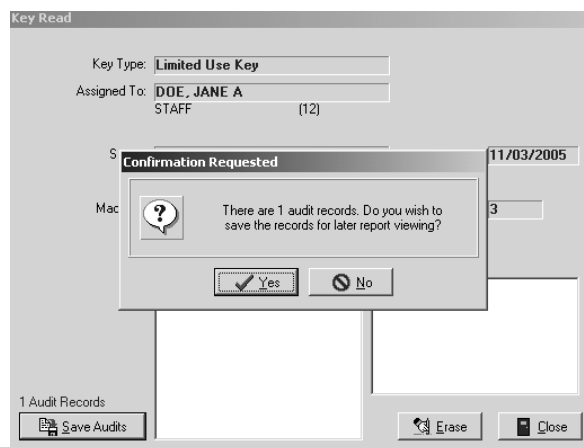 Key Read
Key Type: Limited Use Key
Assigned To: DOE, JANE A
STAFF (12)
S 11/03/2005
Confirmation Requested
Mac 3
There are 1 audit records. Do you wish to
save the records for later report viewing?
Yes No
1 Audit Records
Save Audits Erase Close